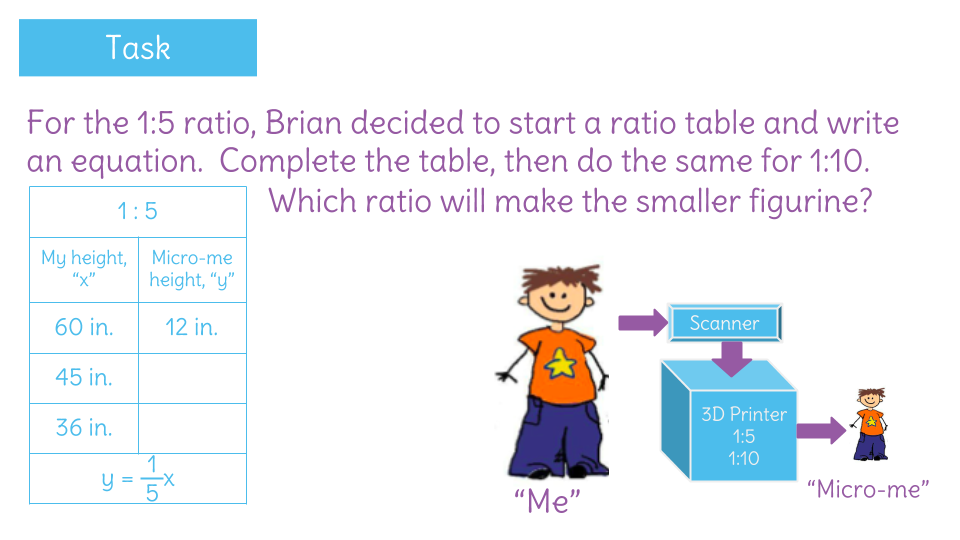 Task
For the 1:5 ratio, Brian decided to start a ratio table and write
an equation. Complete the table, then do the same for 1:10.
Which ratio will make the smaller figurine?
1 : 5
My height, “x”
Micro-me height, “y”
60 in. 12 in.
45 in.
36 in.
y = 1/5 x
Scanner
3D Printer
1:5
1:10
“Me”
“Micro-me”